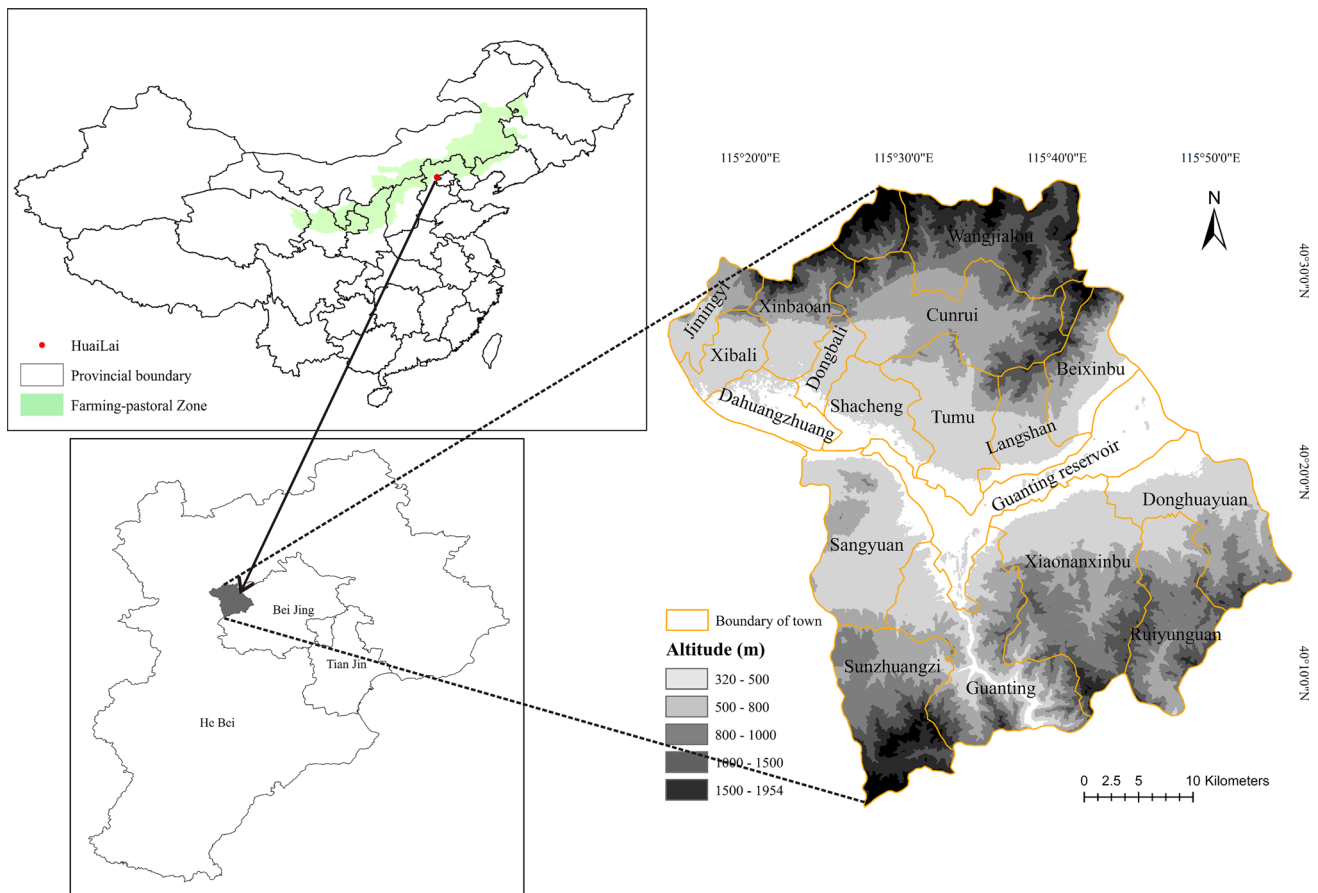 HuaiLai
Provincial boundary
Farming-pastoral Zone
Bei Jing
Tian Jin
He Bei
115°20'0"E
115°30'0"E
115°40'0"E
115°50'0"E
N
40°30'0"N
40°20'0"N
40°10'0"N
Wangjialou
Jimingyi
Xinbaoan
Cunrui
Xibali
Dongbali
Beixinbu
Dahuangzhuang
Shacheng
Tumu
Langshan
Guanting reservoir
Donghuayuan
Sangyuan
Xiaonanxinbu
Ruiyunguan
Sunzhuangzi
Guanting
Boundary of town
Altitude (m)
320 - 500
500 - 800
800 - 1000
1000 - 1500
1500 - 1954
0 2.5 5 10 Kilometers